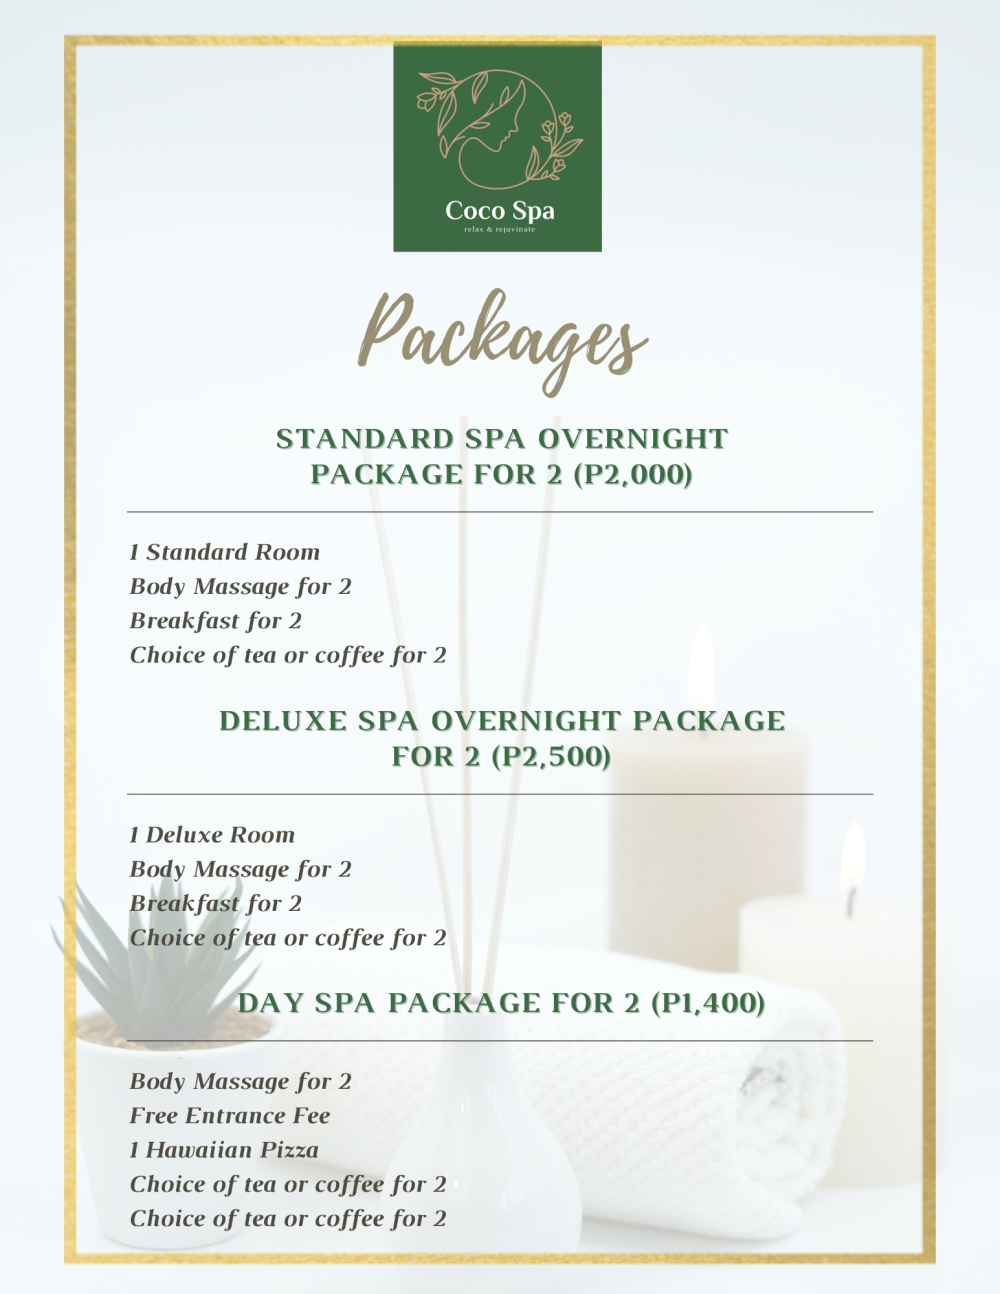 Coco Spa
relax & rejuvinate
Packages
STANDARD SPA OVERNIGHT
PACKAGE FOR 2 (P2,000)
1 Standard Room
Body Massage for 2
Breakfast for 2
Choice of tea or coffee for 2
DELUXE SPA OVERNIGHT PACKAGE
FOR 2 (P2,500)
1 Deluxe Room
Body Massage for 2
Breakfast for 2
Choice of tea or coffee for 2
DAY SPA PACKAGE FOR 2 (P1,400)
Body Massage for 2
Free Entrance Fee
1 Hawaiian Pizza
Choice of tea or coffee for 2
Choice of tea or coffee for 2